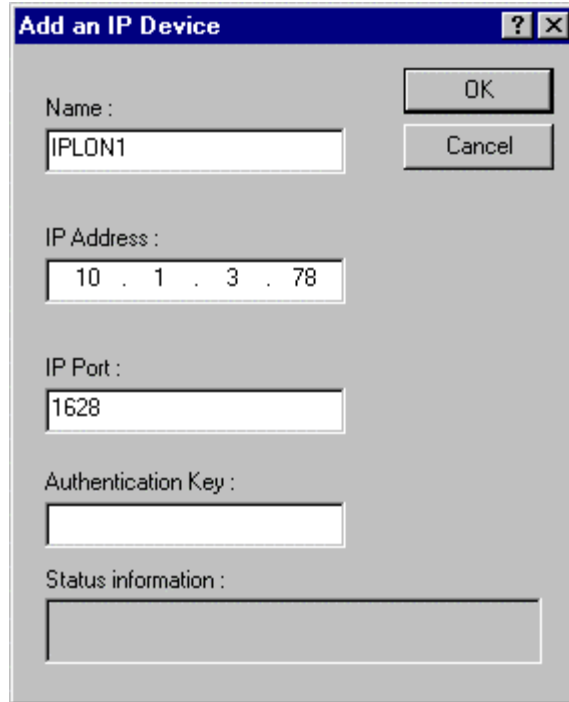 Add an IP Device
OK
Cancel
Name :
IPLON1
IP Address :
10 . 1 . 3 . 78
IP Port :
1628
Authentication Key :
Status information :